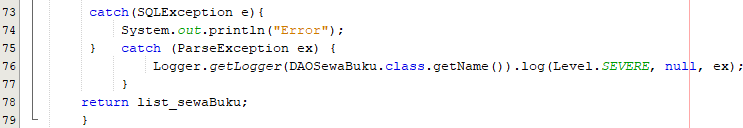 73 catch(SQLException e){
74 System.out.println("Error");
75 } catch (ParseException ex) {
76 Logger.getLogger(DAOSewaBuku.class.getName()).log(Level.SEVERE, null, ex);
77 }
78 return list_sewaBuku;
79 }